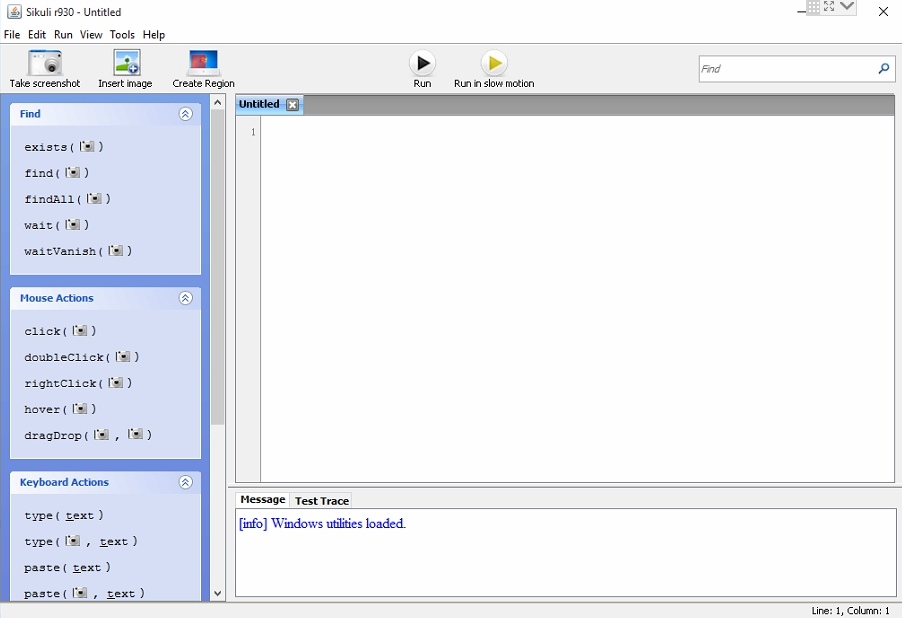 Sikuli r930 - Untitled
File Edit Run View Tools Help
Take screenshot Insert image Create Region Run Run in slow motion Find
Find
exists( )
find( )
findAll( )
wait( )
waitVanish( )
Mouse Actions
click( )
doubleClick( )
rightClick( )
hover( )
dragDrop( , )
Keyboard Actions
type( text )
type( , text )
paste( text )
paste( , text )
Untitled
1
Message Test Trace
[info] Windows utilities loaded.
Line: 1, Column: 1